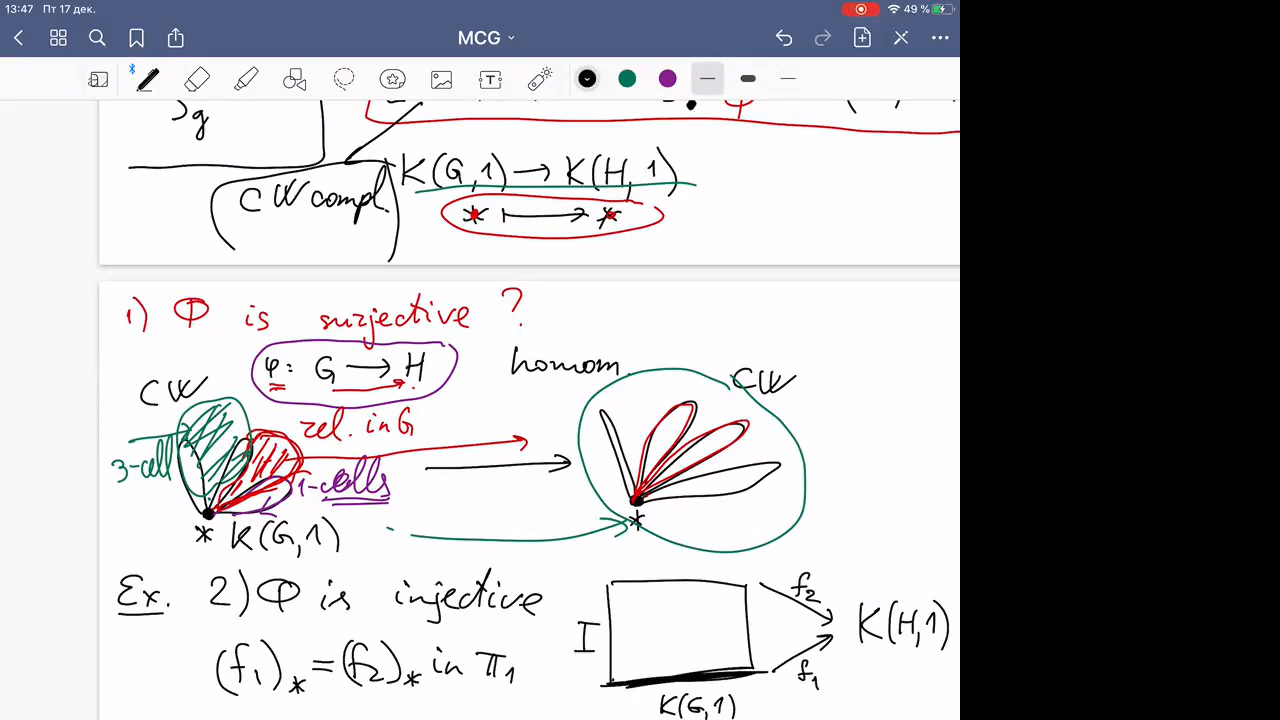 13:47 Пт 17 дек. 49 %
MCG
Sg
φ
K(G,1) → K(H,1)
(CW compl.)
* ↦ *
1) Φ is surjective ?
φ: G → H homom.
CW CW
rel. in G
3-cell
1-cells
* K(G,1) *
Ex. 2) Φ is injective
(f₁)* = (f₂)* in π₁
I f₂ K(H,1)
f₁
K(G,1)